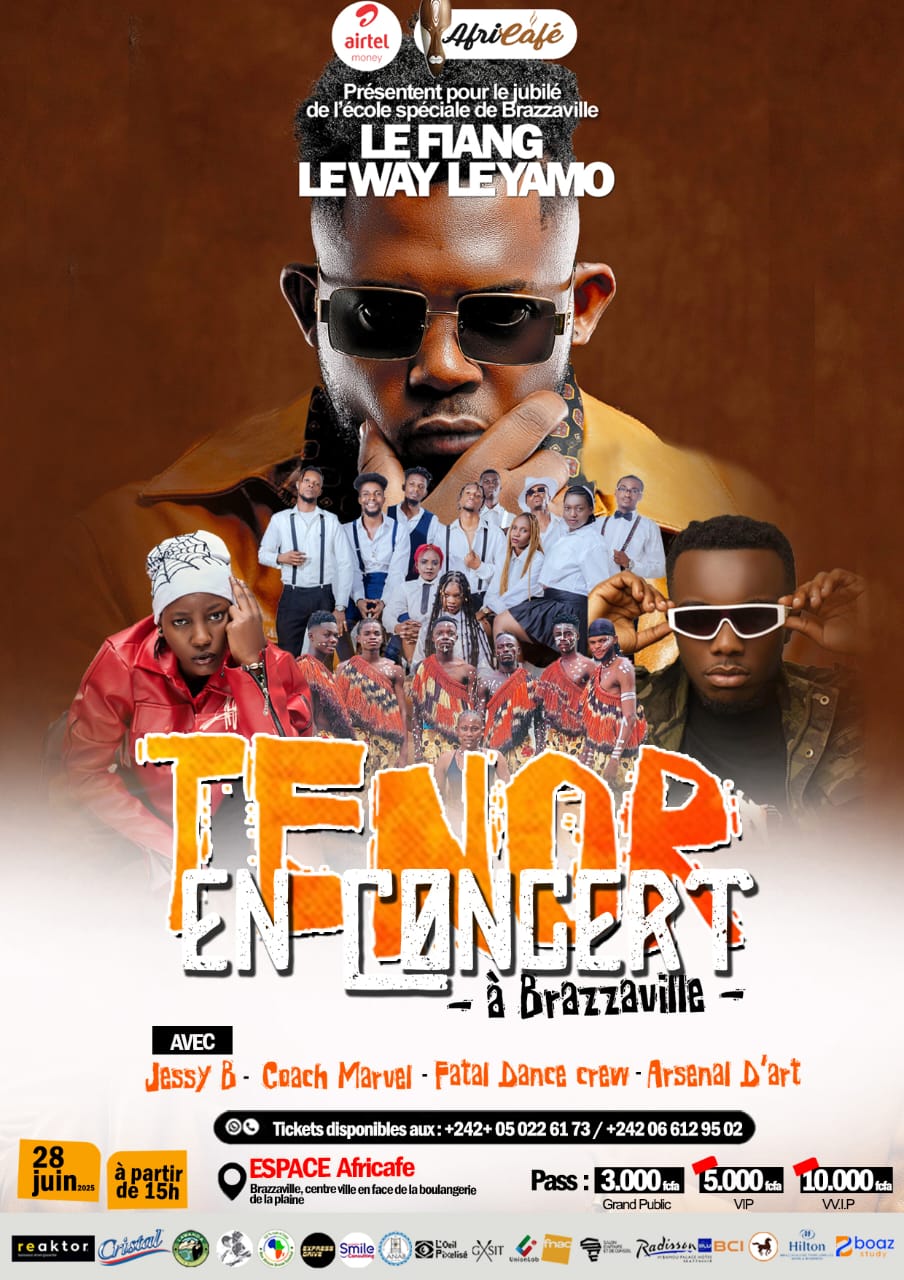 airtel
money
AfriCafé
Présentent pour le jubilé
de l'école spéciale de Brazzaville
LE FIANG
LE WAY LE YAMO
TENOR
EN CONCERT
- à Brazzaville -
AVEC
Jessy B - Coach Marvel - Fatal Dance crew - Arsenal D'art
Tickets disponibles aux : +242+ 05 022 61 73 / +242 06 612 95 02
28
juin 2025
à partir
de 15h
ESPACE Africafe
Brazzaville, centre ville en face de la boulangerie
de la plaine
Pass : 3.000 fcfa 5.000 fcfa 10.000 fcfa
Grand Public VIP V.V.I.P
reaktor
Cristal
EXPRESS
DRIVE
Smile
Consulting
ANAB
L'Oeil
Pixelisé
UnionLab
fnac
Radisson BLU
BCI
Hilton
boaz
study